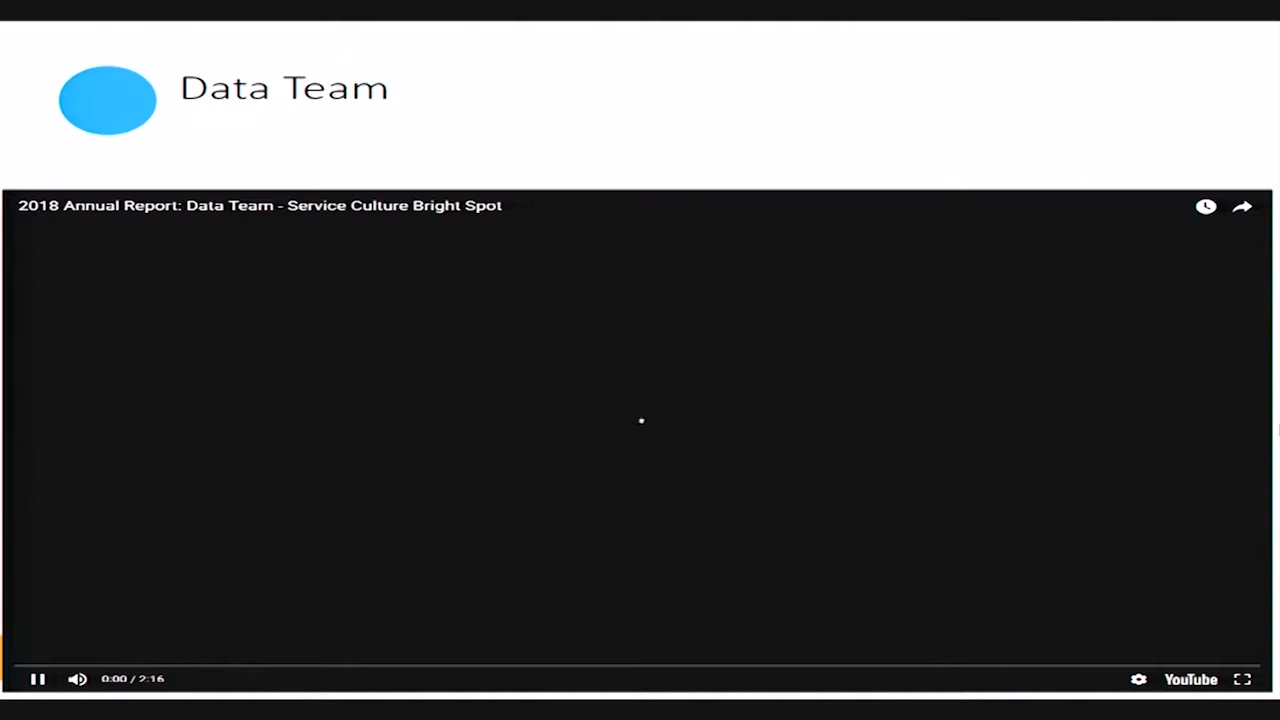 Data Team
2018 Annual Report: Data Team - Service Culture Bright Spot
0:00 / 2:16
YouTube